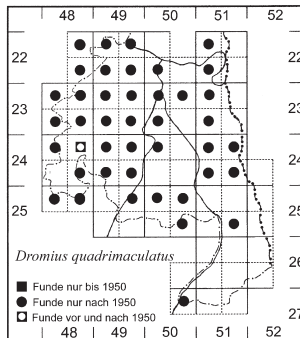 48 49 50 51 52
22
23
24
25
26
27
Dromius quadrimaculatus
Funde nur bis 1950
Funde nur nach 1950
Funde vor und nach 1950
48 49 50 51